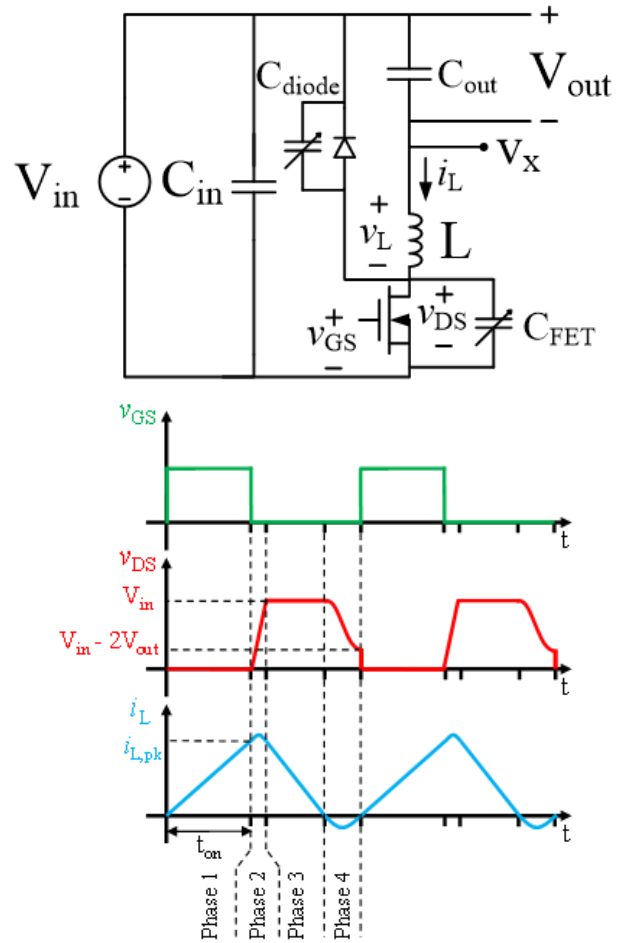 +
C_diode
C_out
V_out
−
v_X
V_in
+
−
C_in
i_L
+
v_L
−
L
+
v_GS
−
+
v_DS
−
C_FET
v_GS
t
v_DS
V_in
V_in - 2V_out
t
i_L
i_L,pk
t
t_on
Phase 1
Phase 2
Phase 3
Phase 4